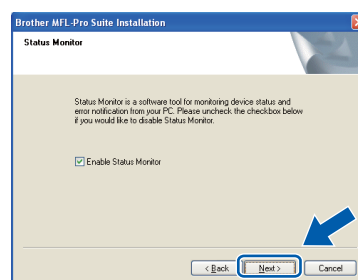 Brother MFL-Pro Suite Installation
Status Monitor
Status Monitor is a software tool for monitoring device status and
error notification from your PC. Please uncheck the checkbox below
if you would like to disable Status Monitor.
Enable Status Monitor
< Back
Next >
Cancel